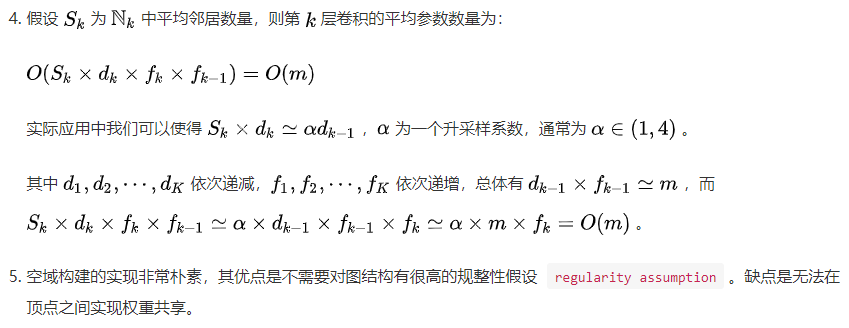 4. 假设 $S_k$ 为 $\mathbb{N}_k$ 中平均邻居数量，则第 $k$ 层卷积的平均参数数量为：
$O(S_k \times d_k \times f_k \times f_{k-1}) = O(m)$
实际应用中我们可以使得 $S_k \times d_k \simeq \alpha d_{k-1}$ ，$\alpha$ 为一个升采样系数，通常为 $\alpha \in (1, 4)$ 。
其中 $d_1, d_2, \cdots, d_K$ 依次递减，$f_1, f_2, \cdots, f_K$ 依次递增，总体有 $d_{k-1} \times f_{k-1} \simeq m$ ，而
$S_k \times d_k \times f_k \times f_{k-1} \simeq \alpha \times d_{k-1} \times f_{k-1} \times f_k \simeq \alpha \times m \times f_k = O(m)$ 。
5. 空域构建的实现非常朴素，其优点是不需要对图结构有很高的规整性假设 regularity assumption 。缺点是无法在
顶点之间实现权重共享。